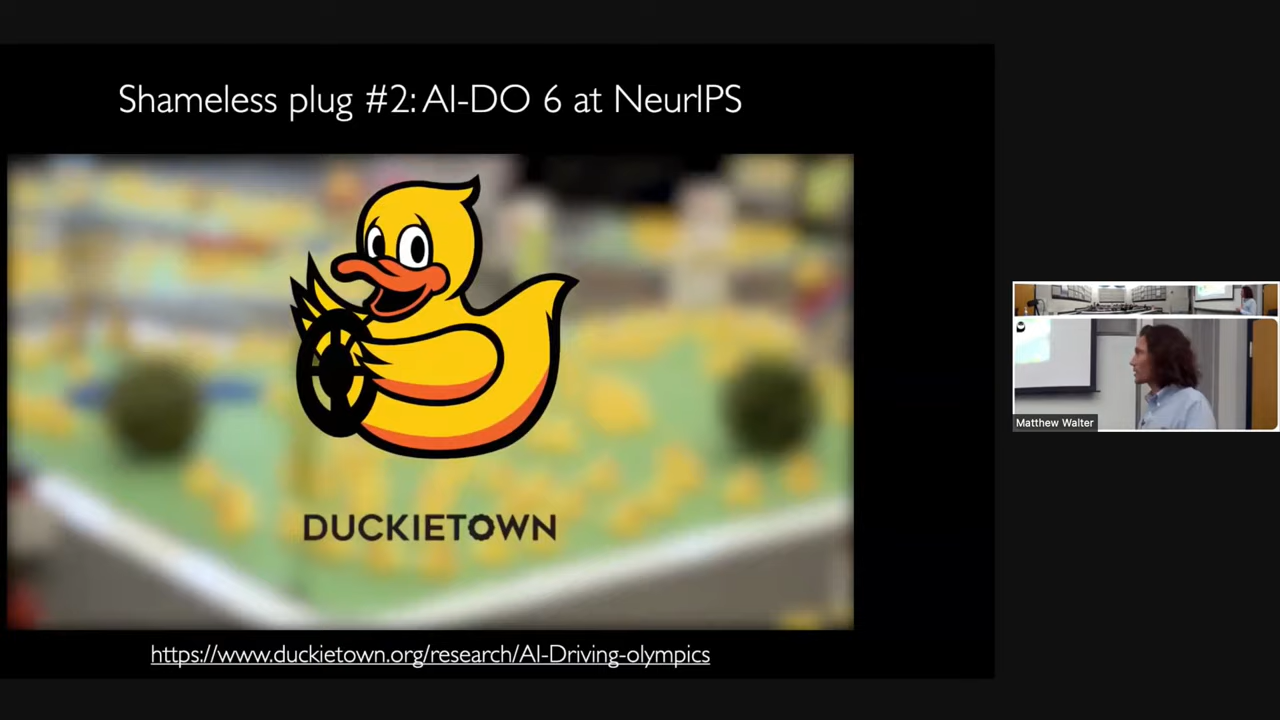 Shameless plug #2: AI-DO 6 at NeurIPS
DUCKIETOWN
https://www.duckietown.org/research/AI-Driving-olympics
Matthew Walter